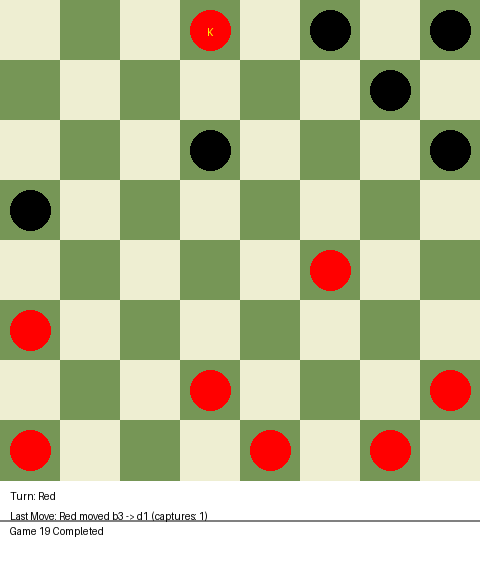 K
Turn: Red
Last Move: Red moved b3 -> d1 (captures: 1)
Game 19 Completed